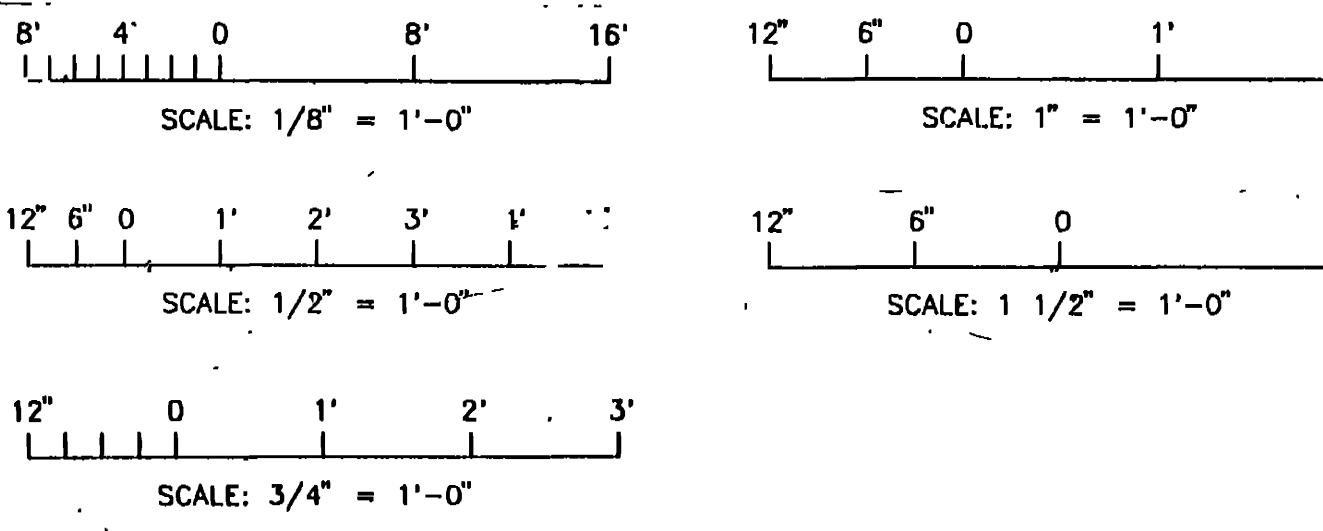 8' 4' 0 8' 16'
SCALE: 1/8" = 1'-0"
12" 6" 0 1'
SCALE: 1" = 1'-0"
12" 6" 0 1' 2' 3'
SCALE: 1/2" = 1'-0"
12" 6" 0
SCALE: 1 1/2" = 1'-0"
12" 0 1' 2' 3'
SCALE: 3/4" = 1'-0"